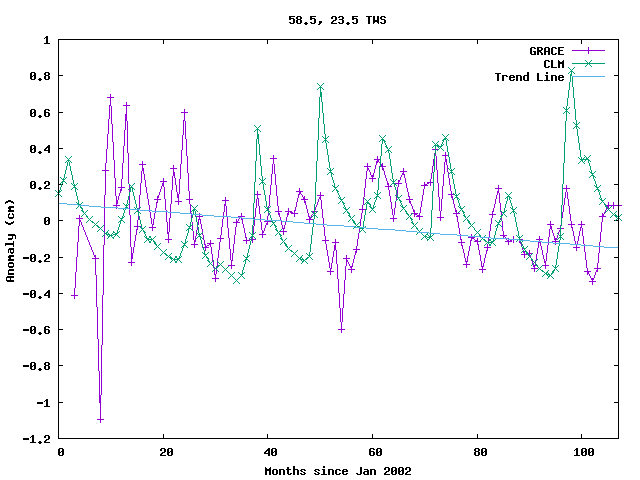 58.5, 23.5 TWS
GRACE
CLM
Trend Line
1
0.8
0.6
0.4
0.2
0
-0.2
-0.4
-0.6
-0.8
-1
-1.2
Anomaly (cm)
0 20 40 60 80 100
Months since Jan 2002